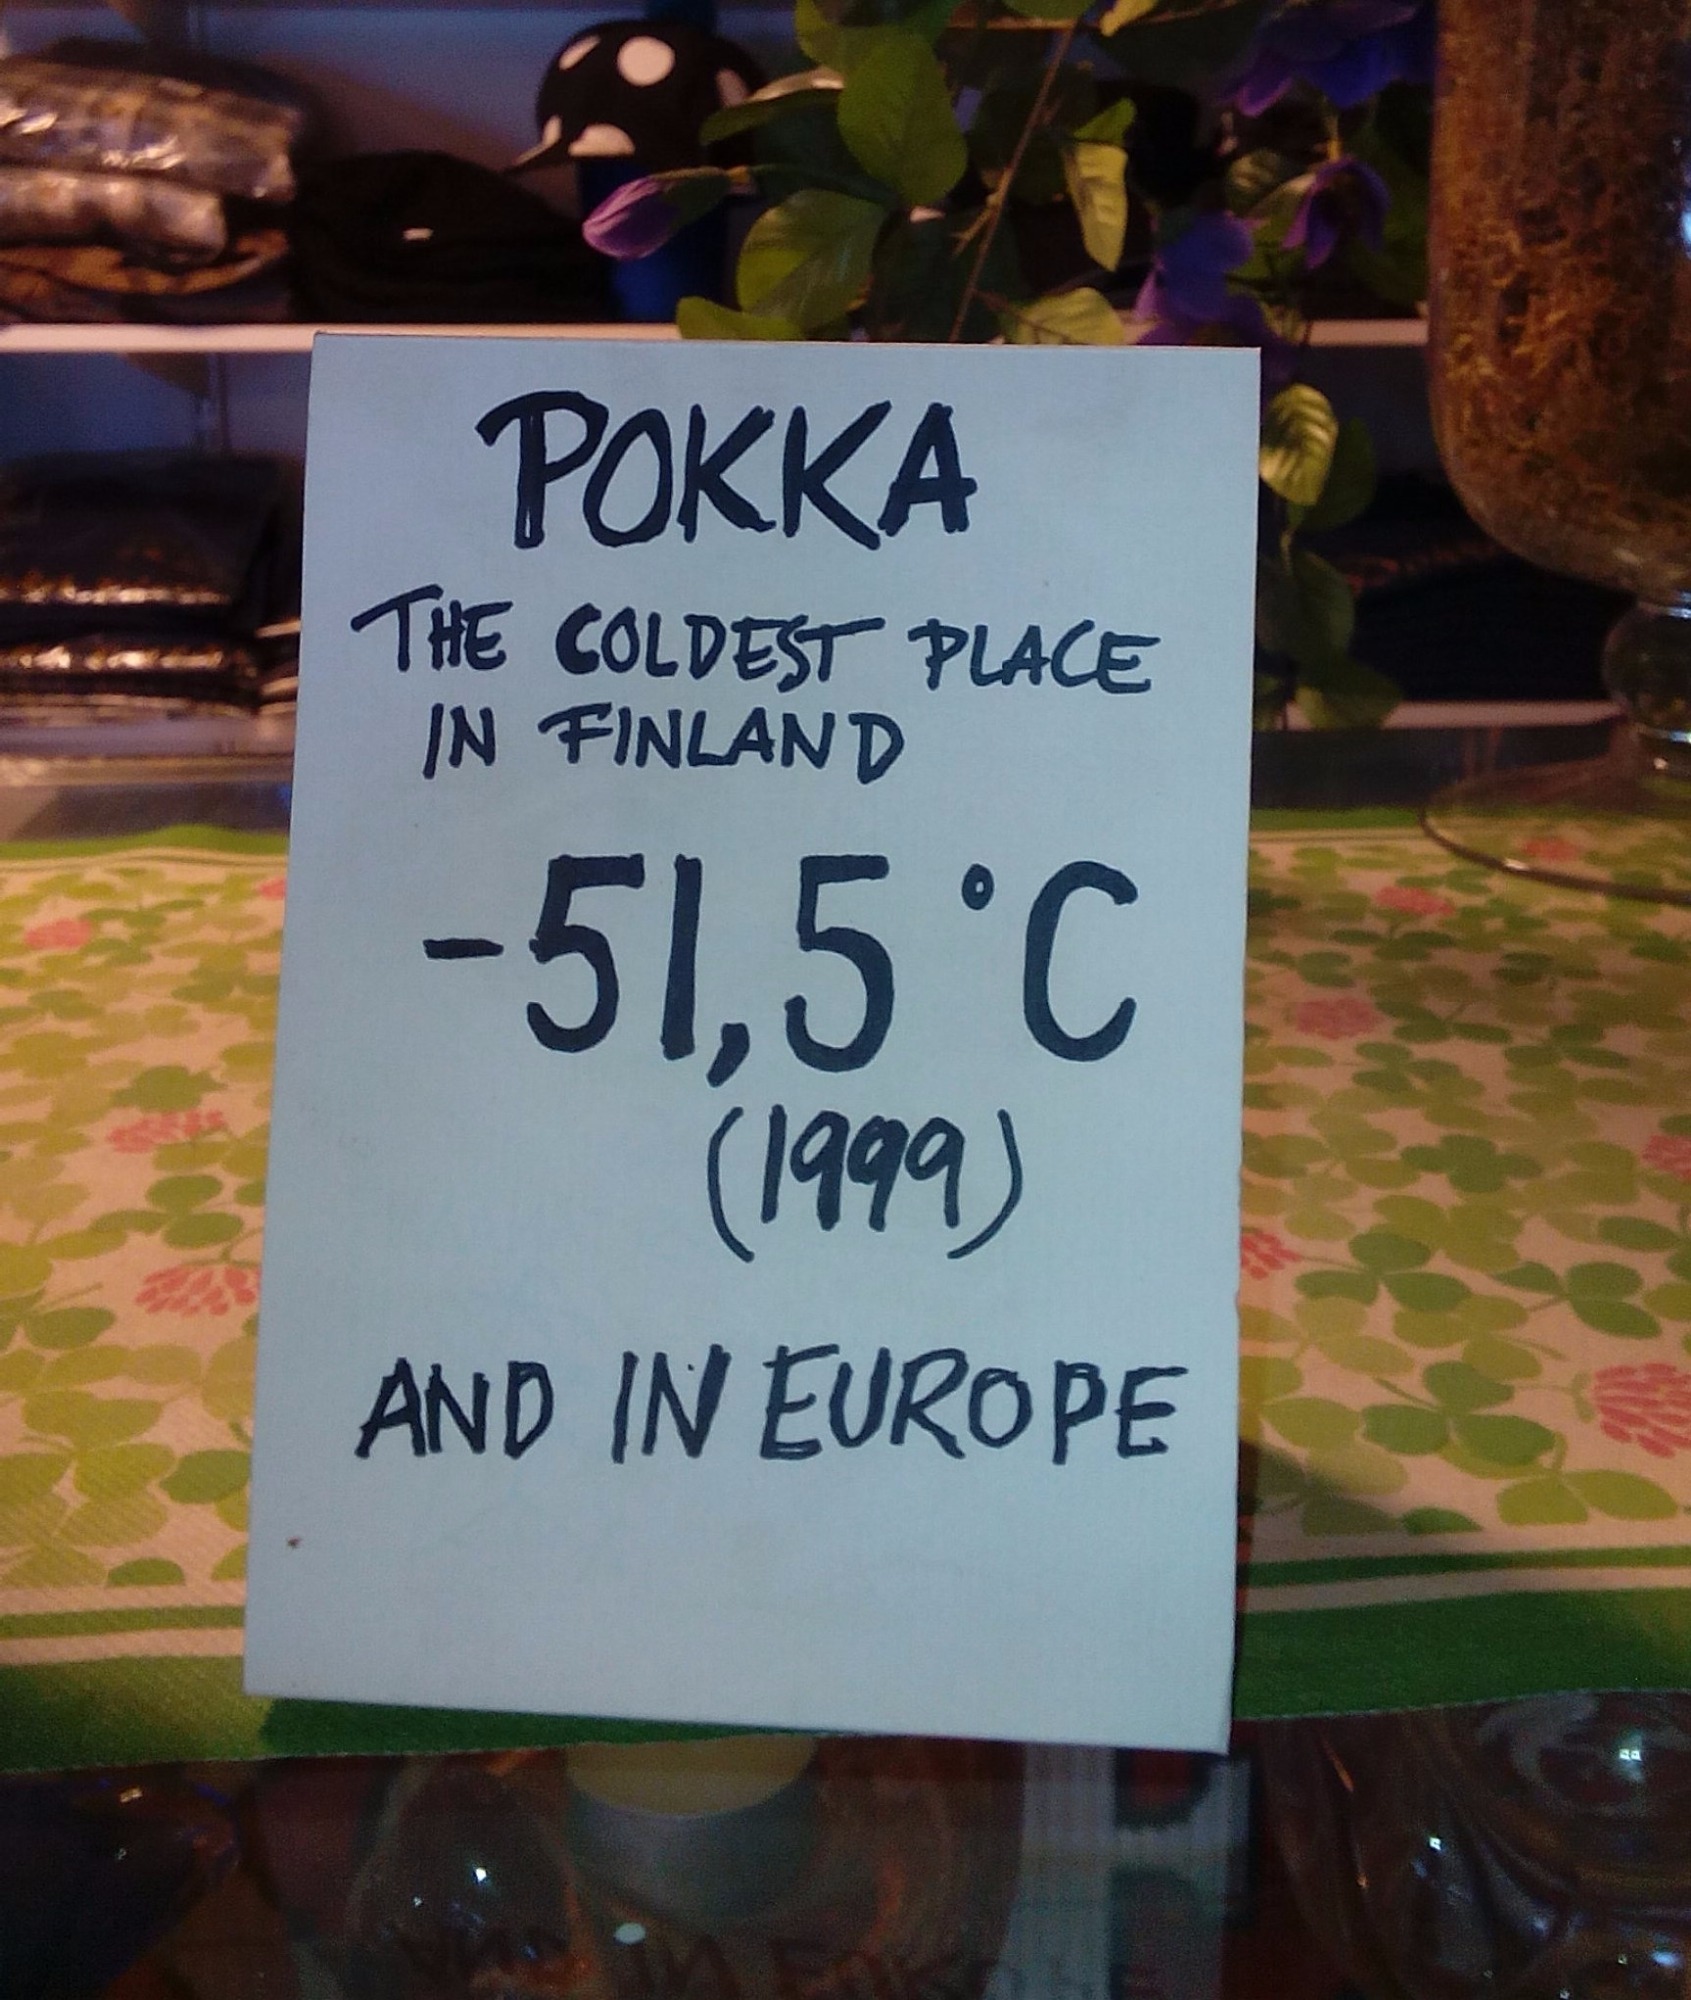 POKKA
THE COLDEST PLACE
IN FINLAND
-51,5 °C
(1999)
AND IN EUROPE